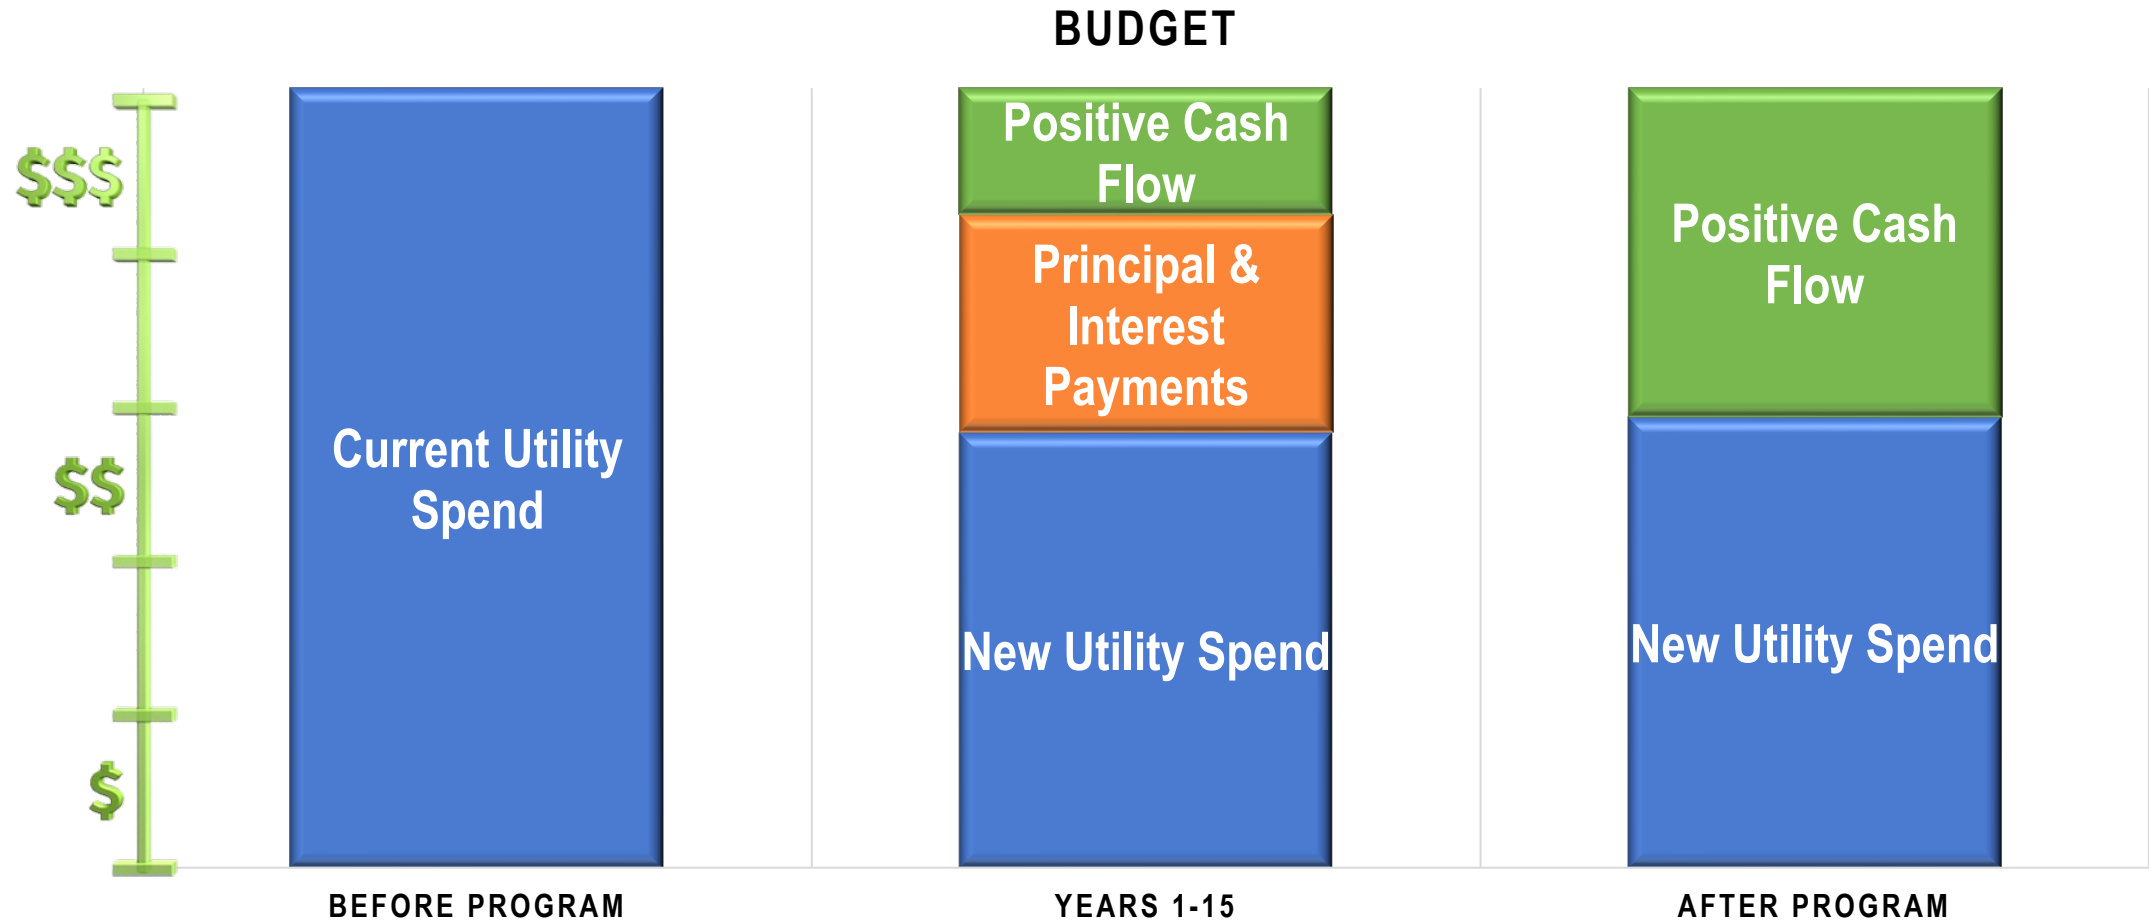 BUDGET
$$$
$$
$
Current Utility
Spend
Positive Cash
Flow
Principal &
Interest
Payments
New Utility Spend
Positive Cash
Flow
New Utility Spend
BEFORE PROGRAM
YEARS 1-15
AFTER PROGRAM